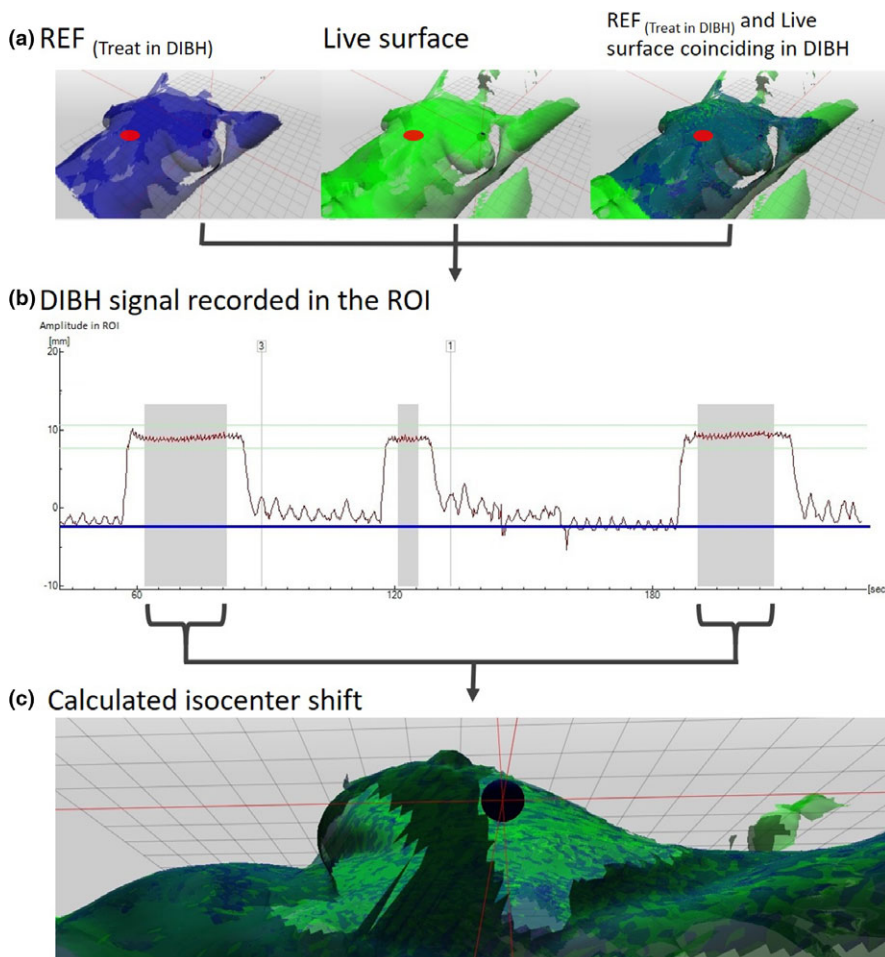 (a) REF (Treat in DIBH)
Live surface
REF (Treat in DIBH) and Live
surface coinciding in DIBH
(b) DIBH signal recorded in the ROI
Amplitude in ROI
[mm]
20
10
0
-10
3
1
60
120
180
[sec
(c) Calculated isocenter shift